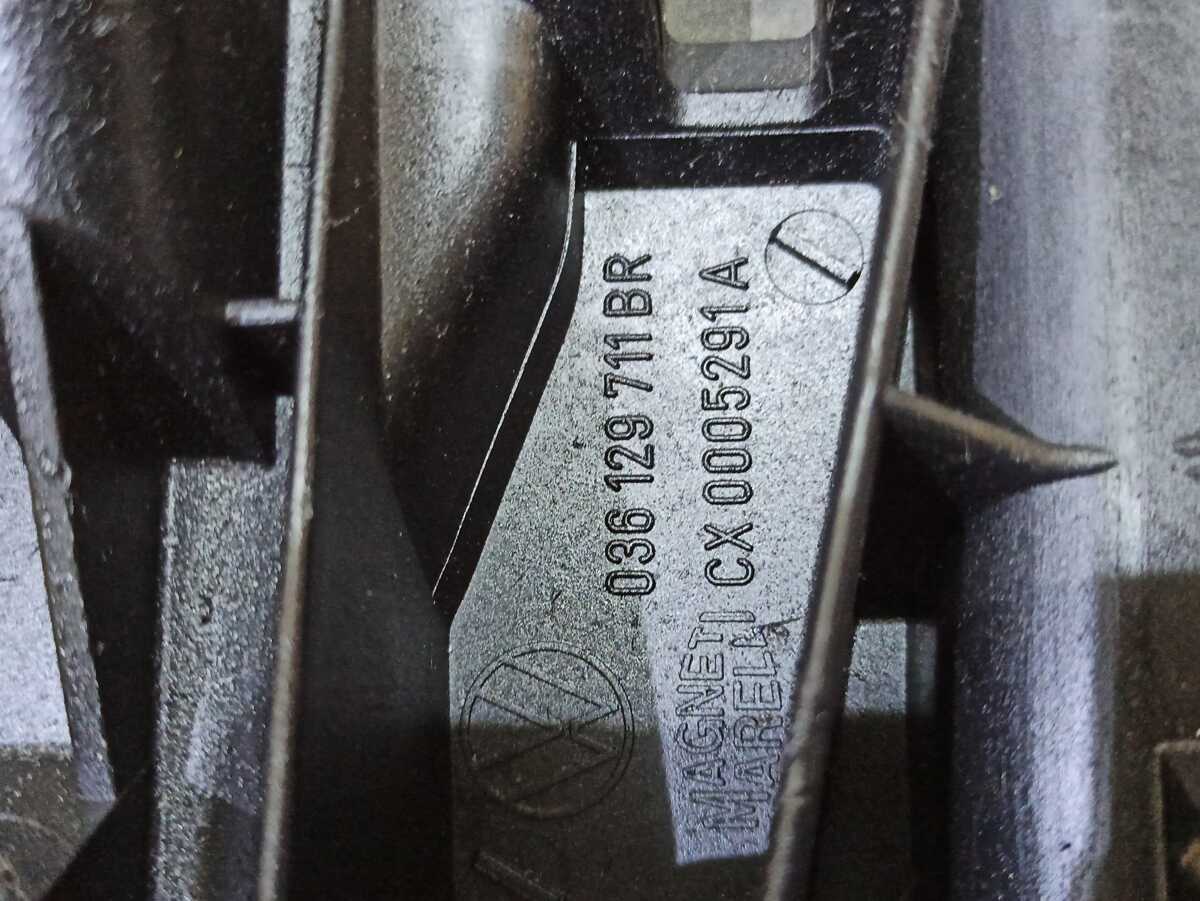 036 129 711 BR
CX 0005291A
MAGNETI
MARELLI